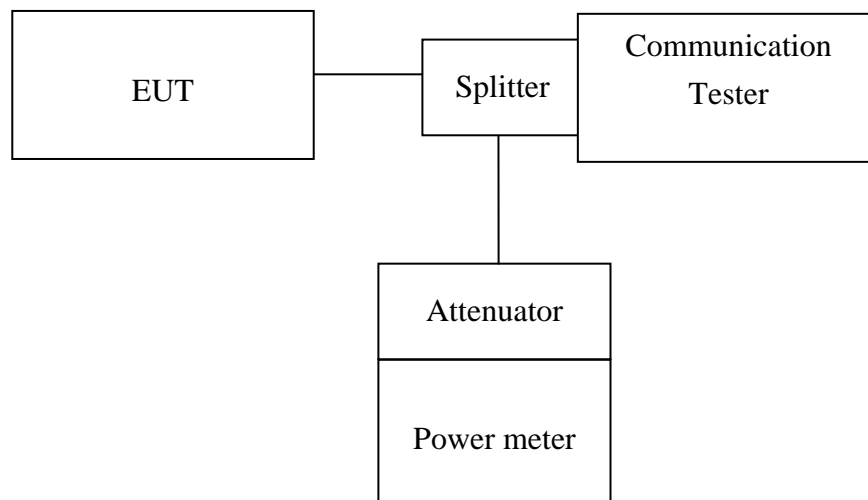 EUT
Splitter
Communication
Tester
Attenuator
Power meter